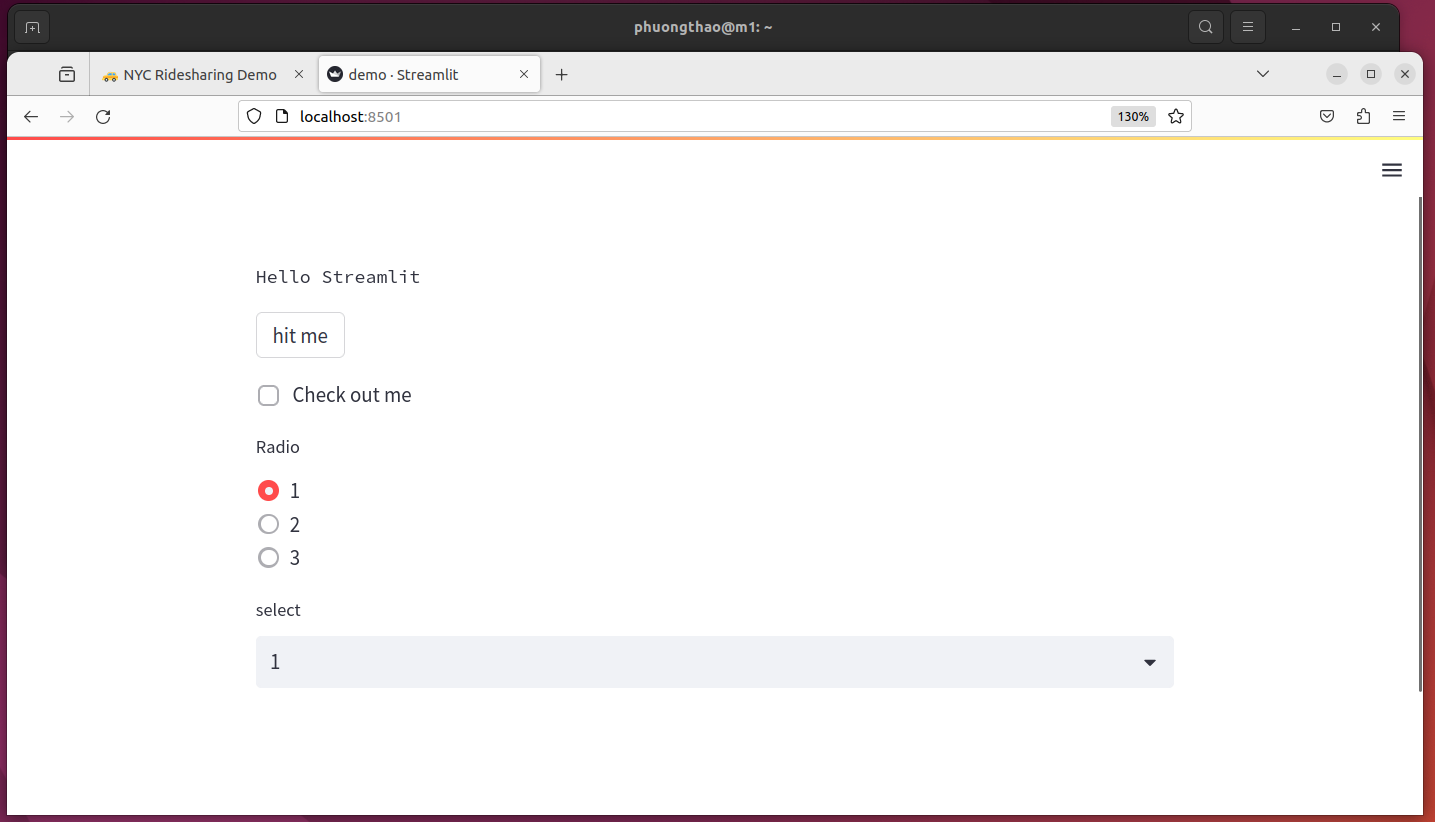 phuongthao@m1: ~
NYC Ridesharing Demo
demo · Streamlit
localhost:8501
130%
Hello Streamlit
hit me
Check out me
Radio
1
2
3
select
1